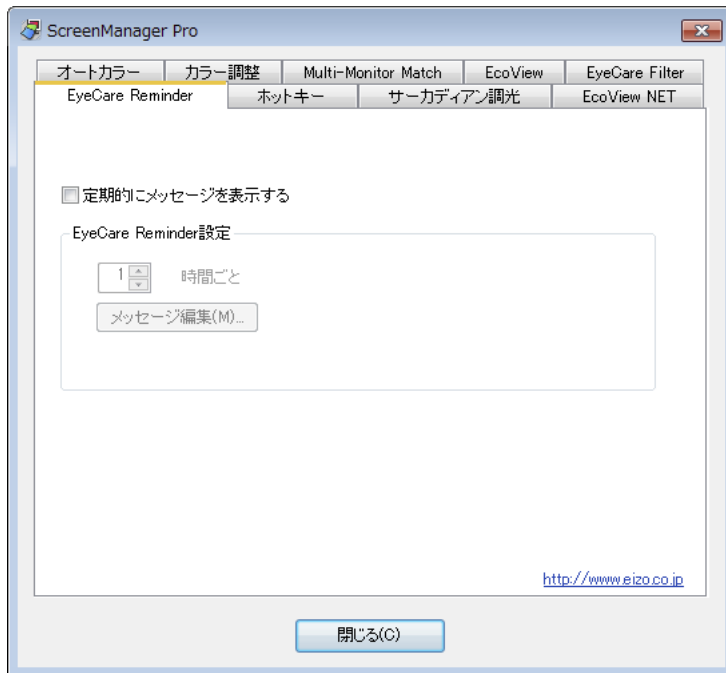 ScreenManager Pro
オートカラー カラー調整 Multi-Monitor Match EcoView EyeCare Filter
EyeCare Reminder ホットキー サーカディアン調光 EcoView NET
定期的にメッセージを表示する
EyeCare Reminder設定
1 時間ごと
メッセージ編集(M)...
http://www.eizo.co.jp
閉じる(C)